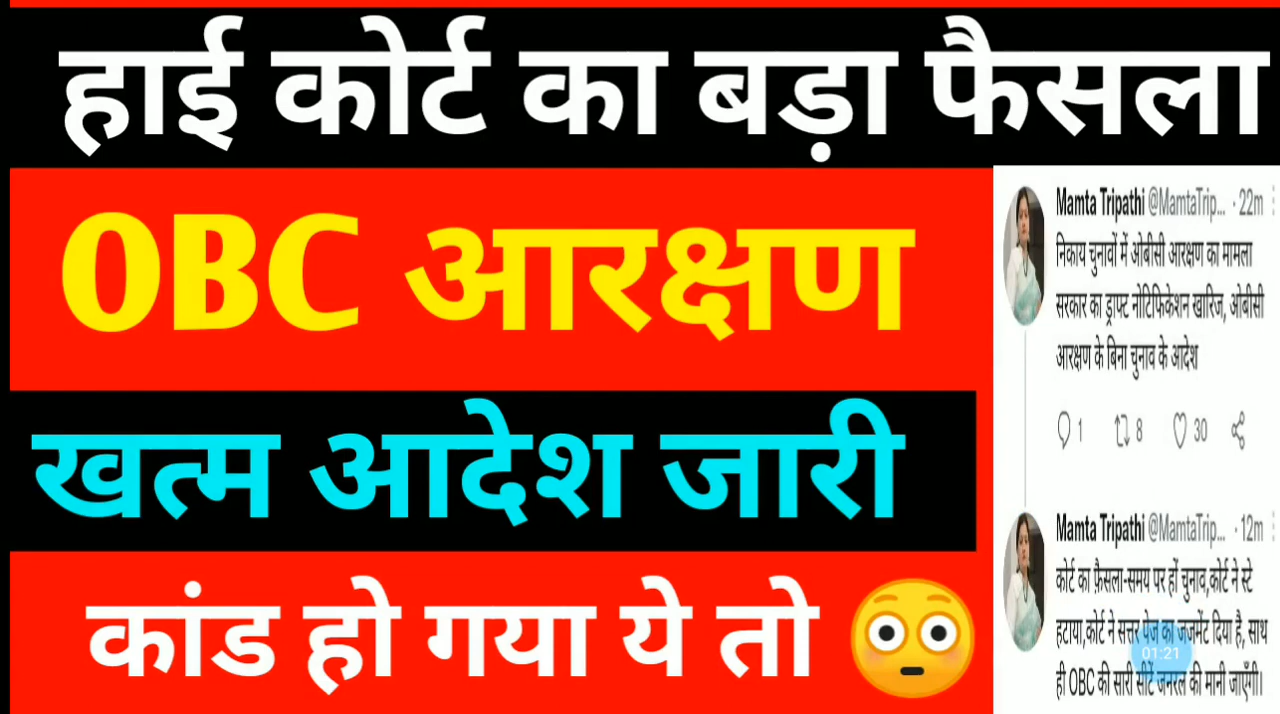 हाई कोर्ट का बड़ा फैसला
OBC आरक्षण
खत्म आदेश जारी
कांड हो गया ये तो
Mamta Tripathi @MamtaTrip... · 22m
निकाय चुनावों में ओबीसी आरक्षण का मामला
सरकार का ड्राफ्ट नोटिफिकेशन खारिज, ओबीसी
आरक्षण के बिना चुनाव के आदेश
1 8 30
Mamta Tripathi @MamtaTrip... · 12m
कोर्ट का फ़ैसला-समय पर हों चुनाव,कोर्ट ने स्टे
हटाया,कोर्ट ने सत्तर पेज का जजमेंट दिया है, साथ
01:21
ही OBC की सारी सीटें जनरल की मानी जाएँगी।